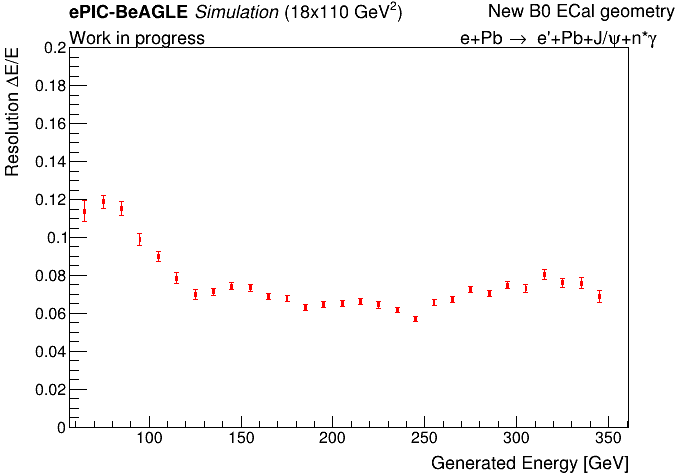 ePIC-BeAGLE Simulation (18x110 GeV²) New B0 ECal geometry
Work in progress e+Pb → e'+Pb+J/ψ+n*γ
Resolution ΔE/E
0.2
0.18
0.16
0.14
0.12
0.1
0.08
0.06
0.04
0.02
0
100 150 200 250 300 350
Generated Energy [GeV]